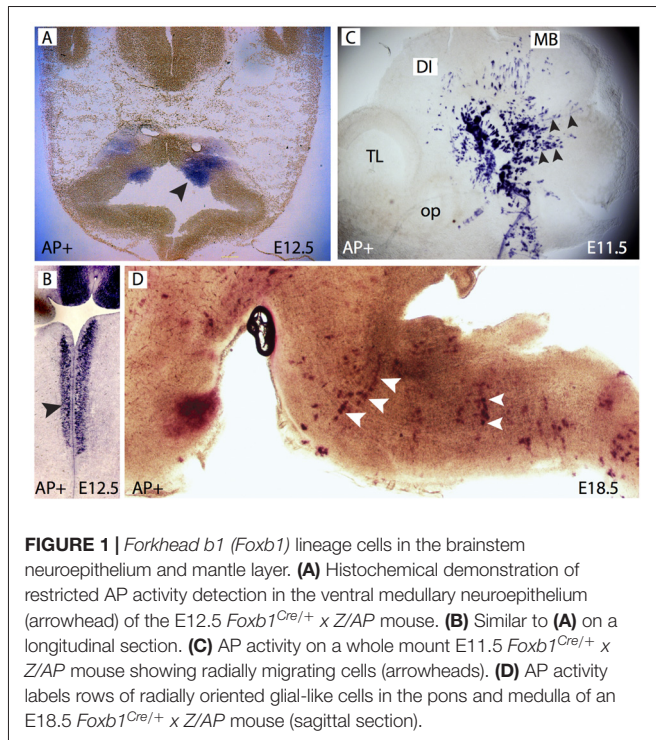 A
AP+
E12.5
C
DI
MB
TL
op
AP+
E11.5
B
AP+
E12.5
D
AP+
E18.5
FIGURE 1 | Forkhead b1 (Foxb1) lineage cells in the brainstem
neuroepithelium and mantle layer. (A) Histochemical demonstration of
restricted AP activity detection in the ventral medullary neuroepithelium
(arrowhead) of the E12.5 Foxb1Cre/+ x Z/AP mouse. (B) Similar to (A) on a
longitudinal section. (C) AP activity on a whole mount E11.5 Foxb1Cre/+ x
Z/AP mouse showing radially migrating cells (arrowheads). (D) AP activity
labels rows of radially oriented glial-like cells in the pons and medulla of an
E18.5 Foxb1Cre/+ x Z/AP mouse (sagittal section).